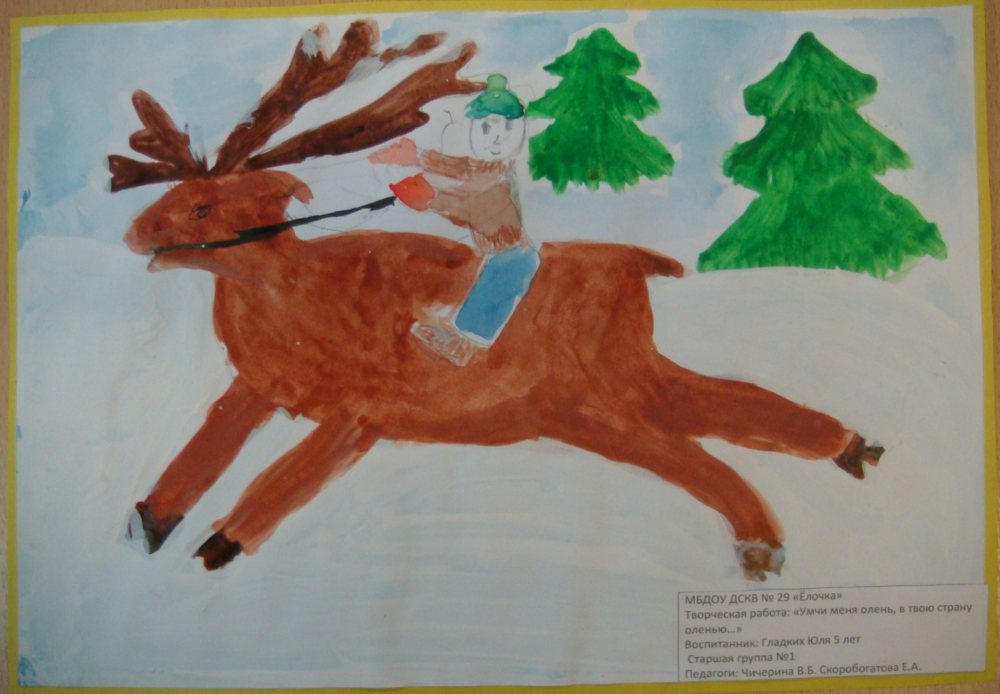 МБДОУ ДСКВ № 29 «Ёлочка»
Творческая работа: «Умчи меня олень, в твою страну
оленью...»
Воспитанник: Гладких Юля 5 лет
Старшая группа №1
Педагоги: Чичерина В.Б. Скоробогатова Е.А.